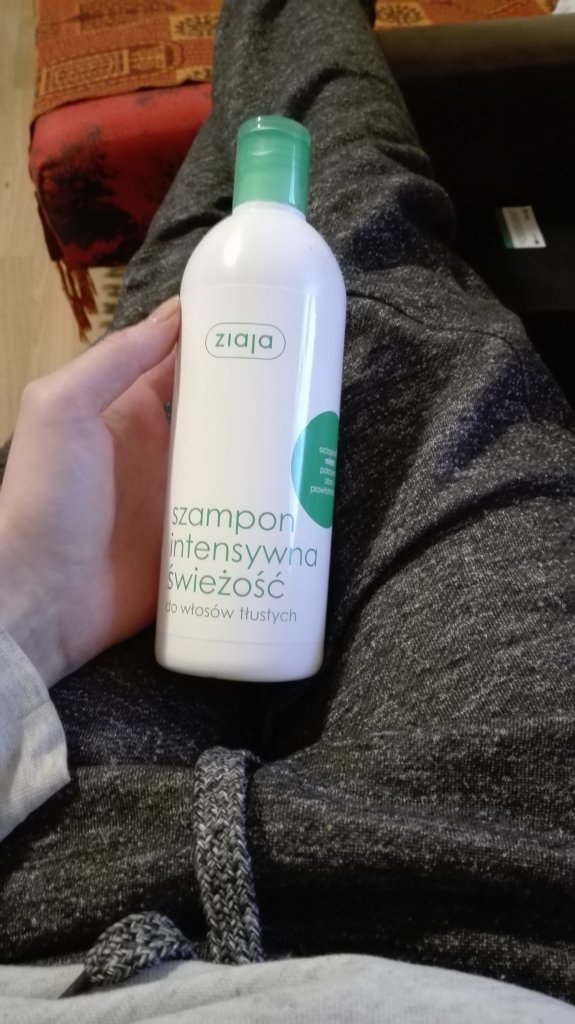 ziaja
szampon
intensywna
świeżość
do włosów tłustych